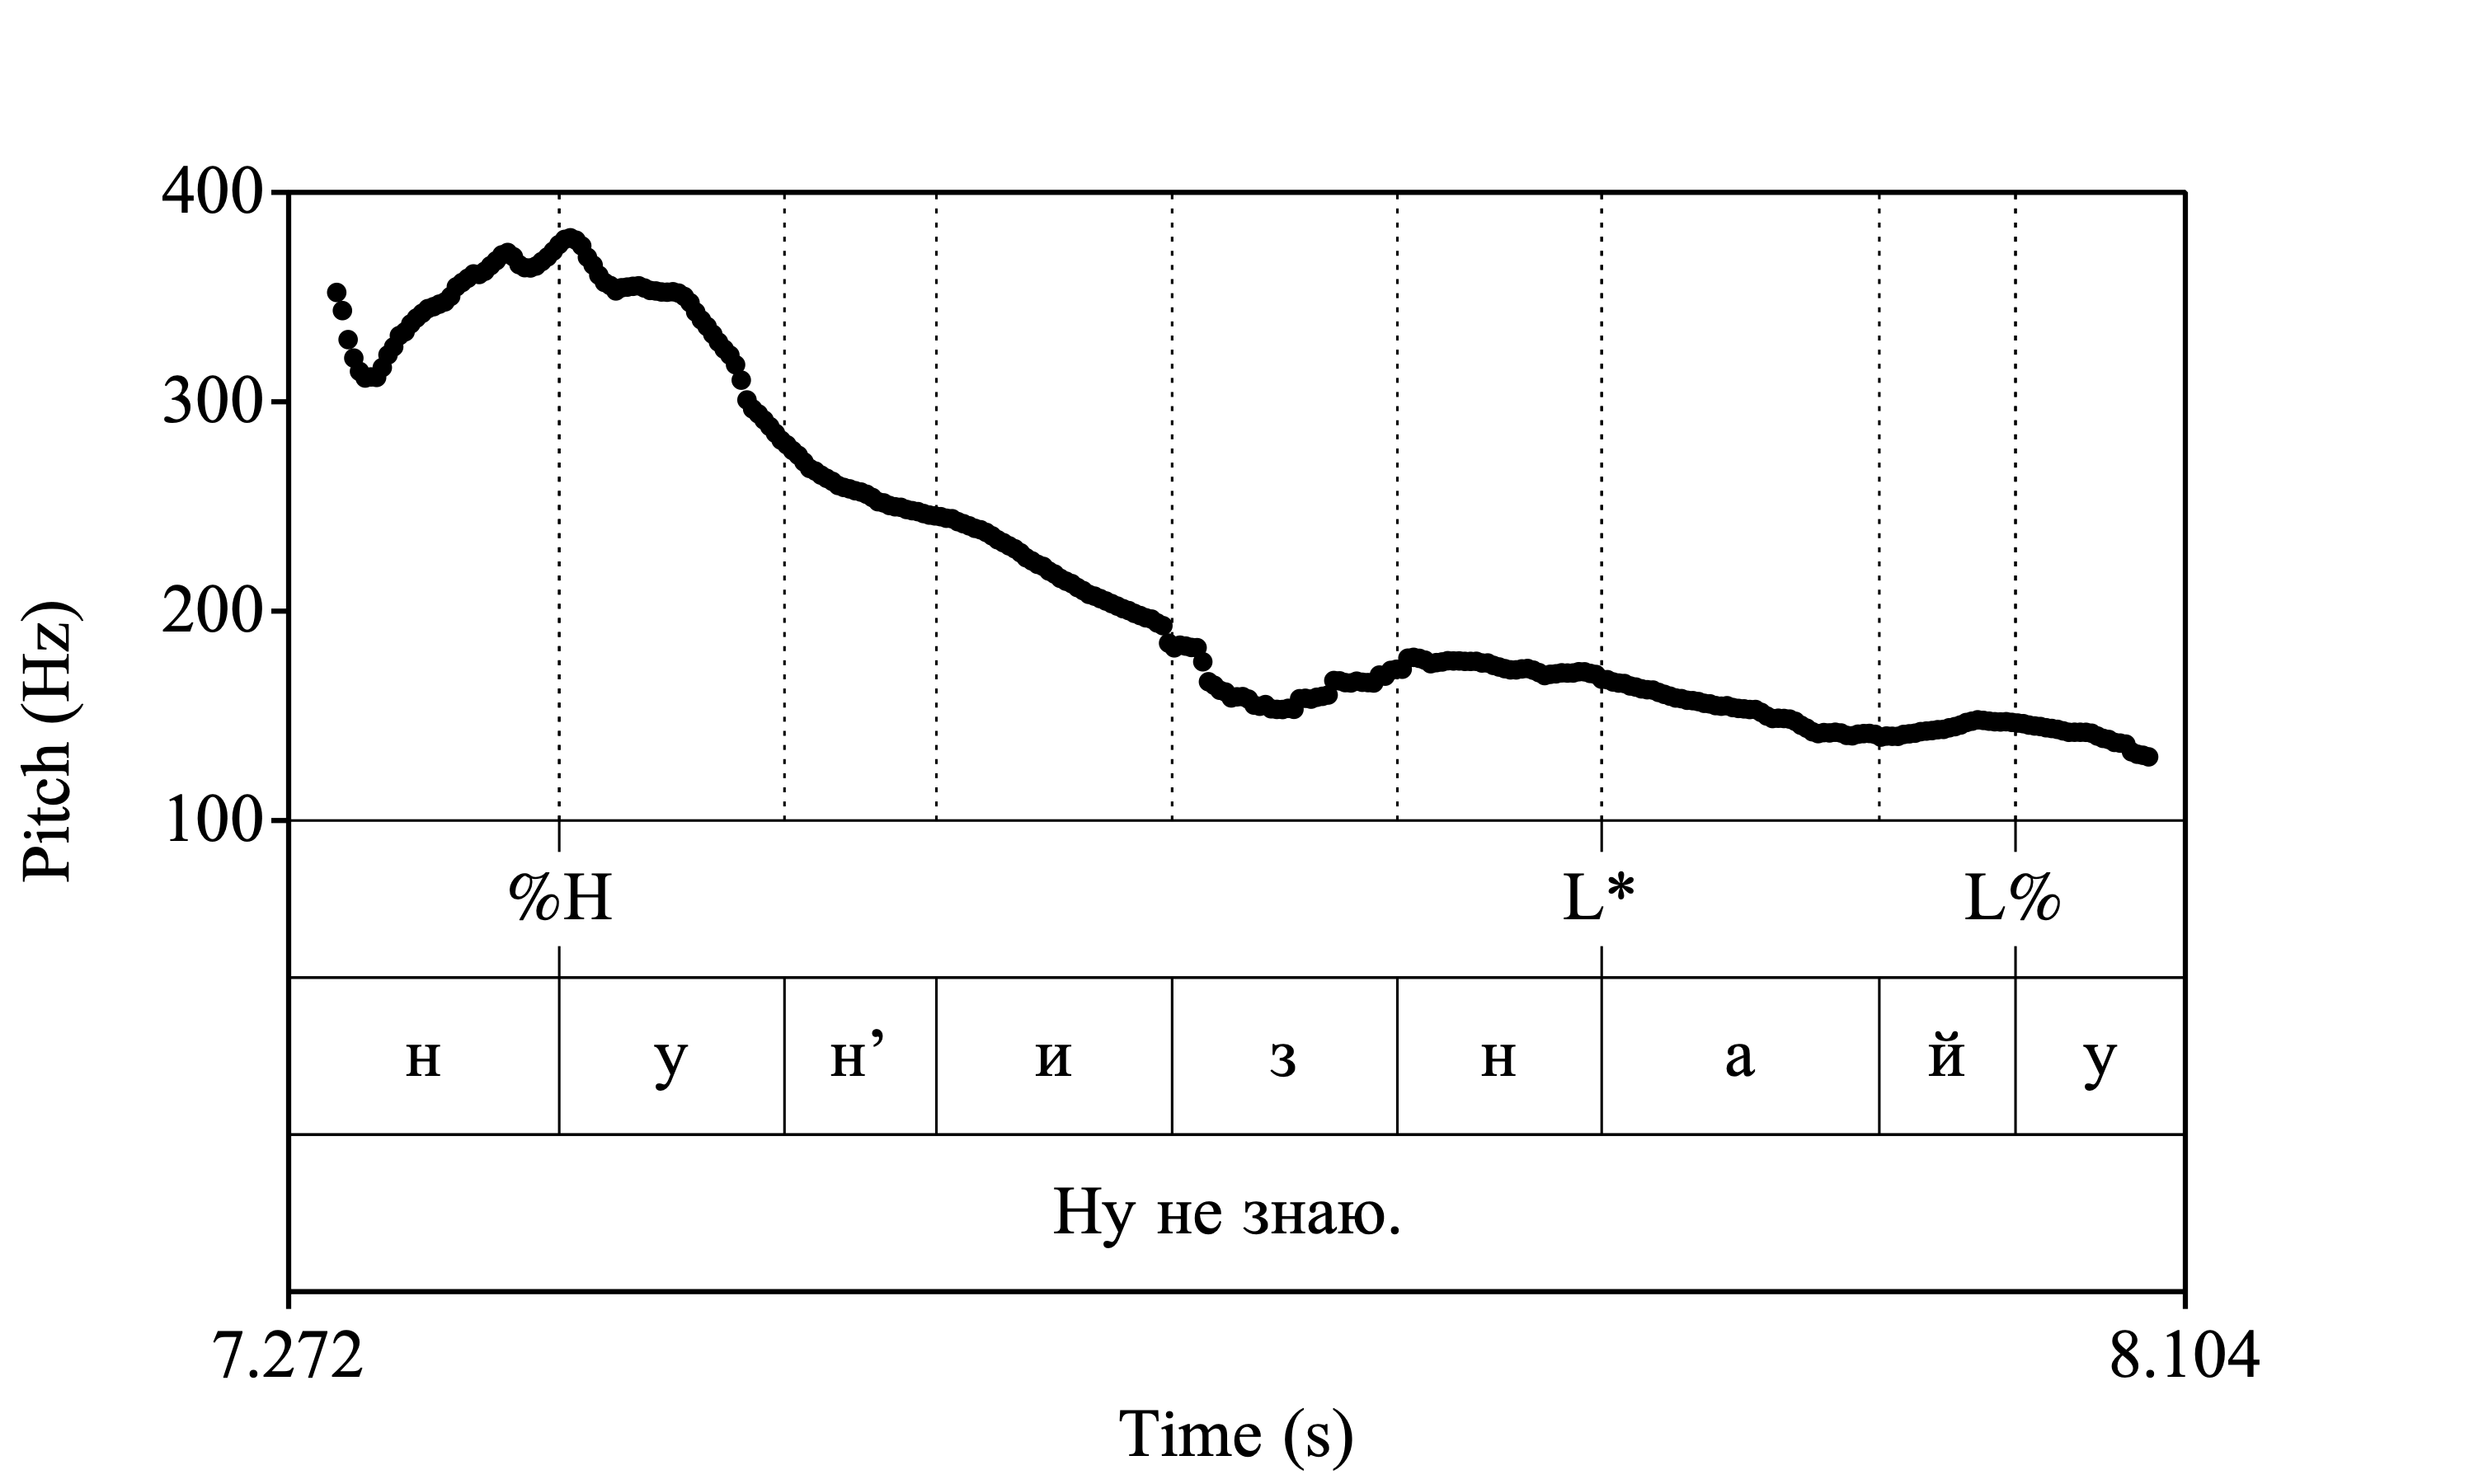 400
300
200
100
Pitch (Hz)
%H L* L%
н у н’ и з н а й у
Ну не знаю.
7.272 8.104
Time (s)